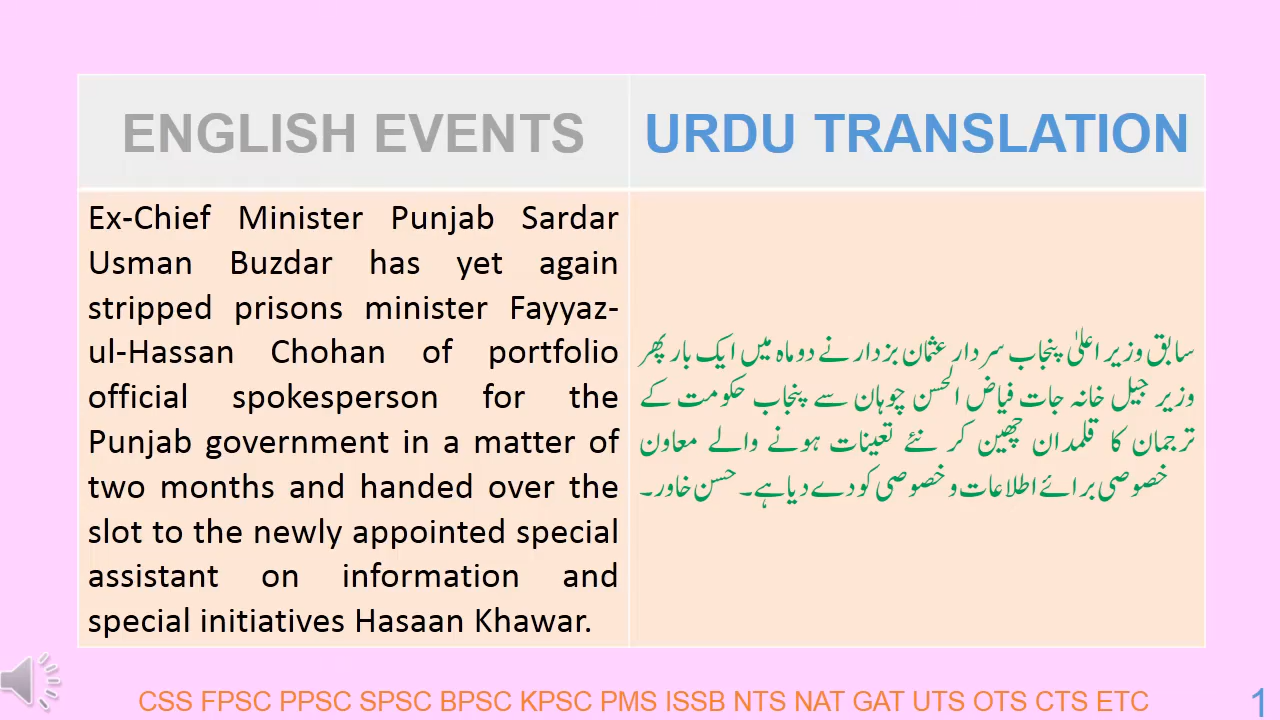 ENGLISH EVENTS
URDU TRANSLATION
Ex-Chief Minister Punjab Sardar
Usman Buzdar has yet again
stripped prisons minister Fayyaz-
ul-Hassan Chohan of portfolio
official spokesperson for the
Punjab government in a matter of
two months and handed over the
slot to the newly appointed special
assistant on information and
special initiatives Hasaan Khawar.
سابق وزیر اعلیٰ پنجاب سردار عثمان بزدار نے دو ماہ میں ایک بار پھر
وزیر جیل خانہ جات فیاض الحسن چوہان سے پنجاب حکومت کے
ترجمان کا قلمدان چھین کر نئے تعینات ہونے والے معاون
خصوصی برائے اطلاعات و خصوصی کو دے دیا ہے۔ حسن خاور۔
CSS FPSC PPSC SPSC BPSC KPSC PMS ISSB NTS NAT GAT UTS OTS CTS ETC
1